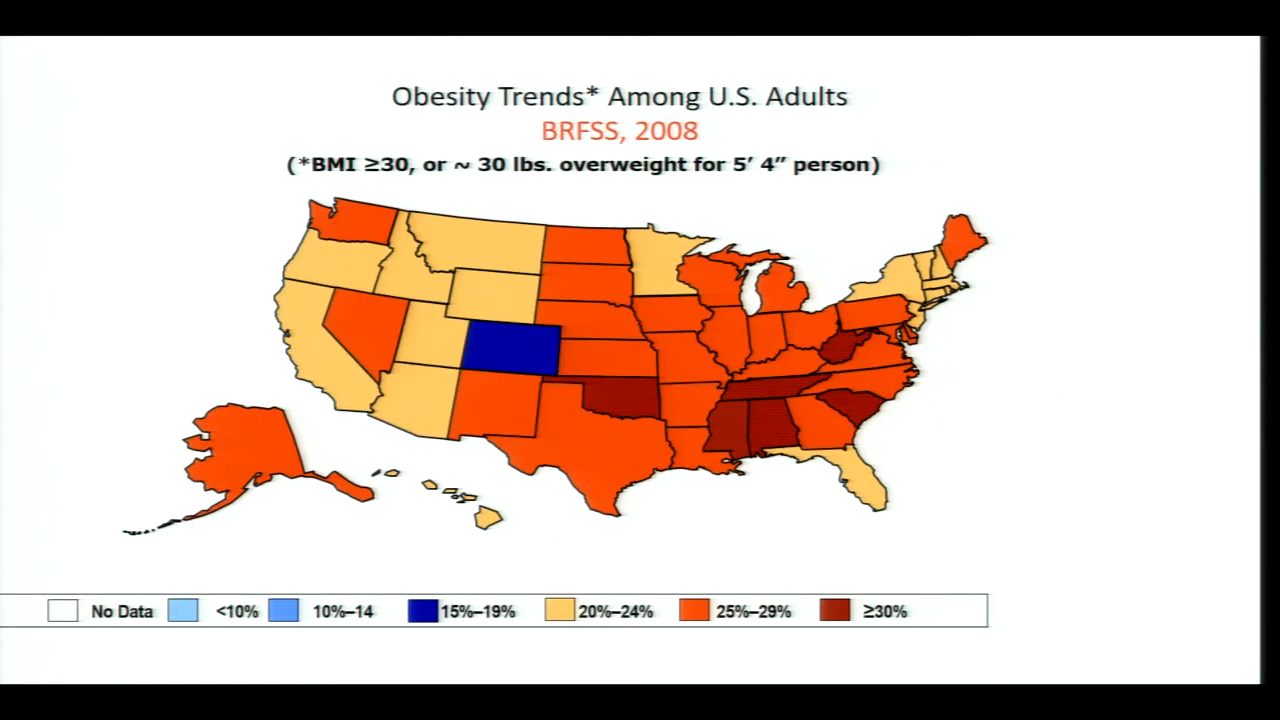 Obesity Trends* Among U.S. Adults
BRFSS, 2008
(*BMI ≥30, or ~ 30 lbs. overweight for 5’ 4” person)
No Data <10% 10%–14 15%–19% 20%–24% 25%–29% ≥30%